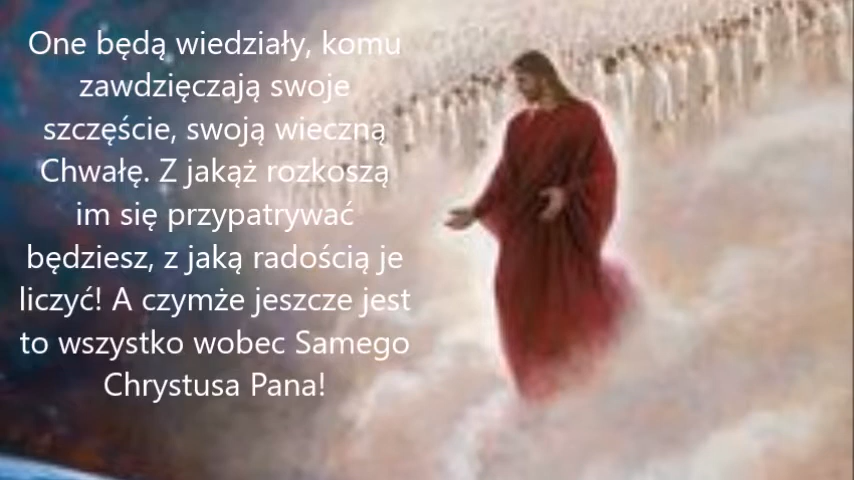 One będą wiedziały, komu
zawdzięczają swoje
szczęście, swoją wieczną
Chwałę. Z jakąż rozkoszą
im się przypatrywać
będziesz, z jaką radością je
liczyć! A czymże jeszcze jest
to wszystko wobec Samego
Chrystusa Pana!